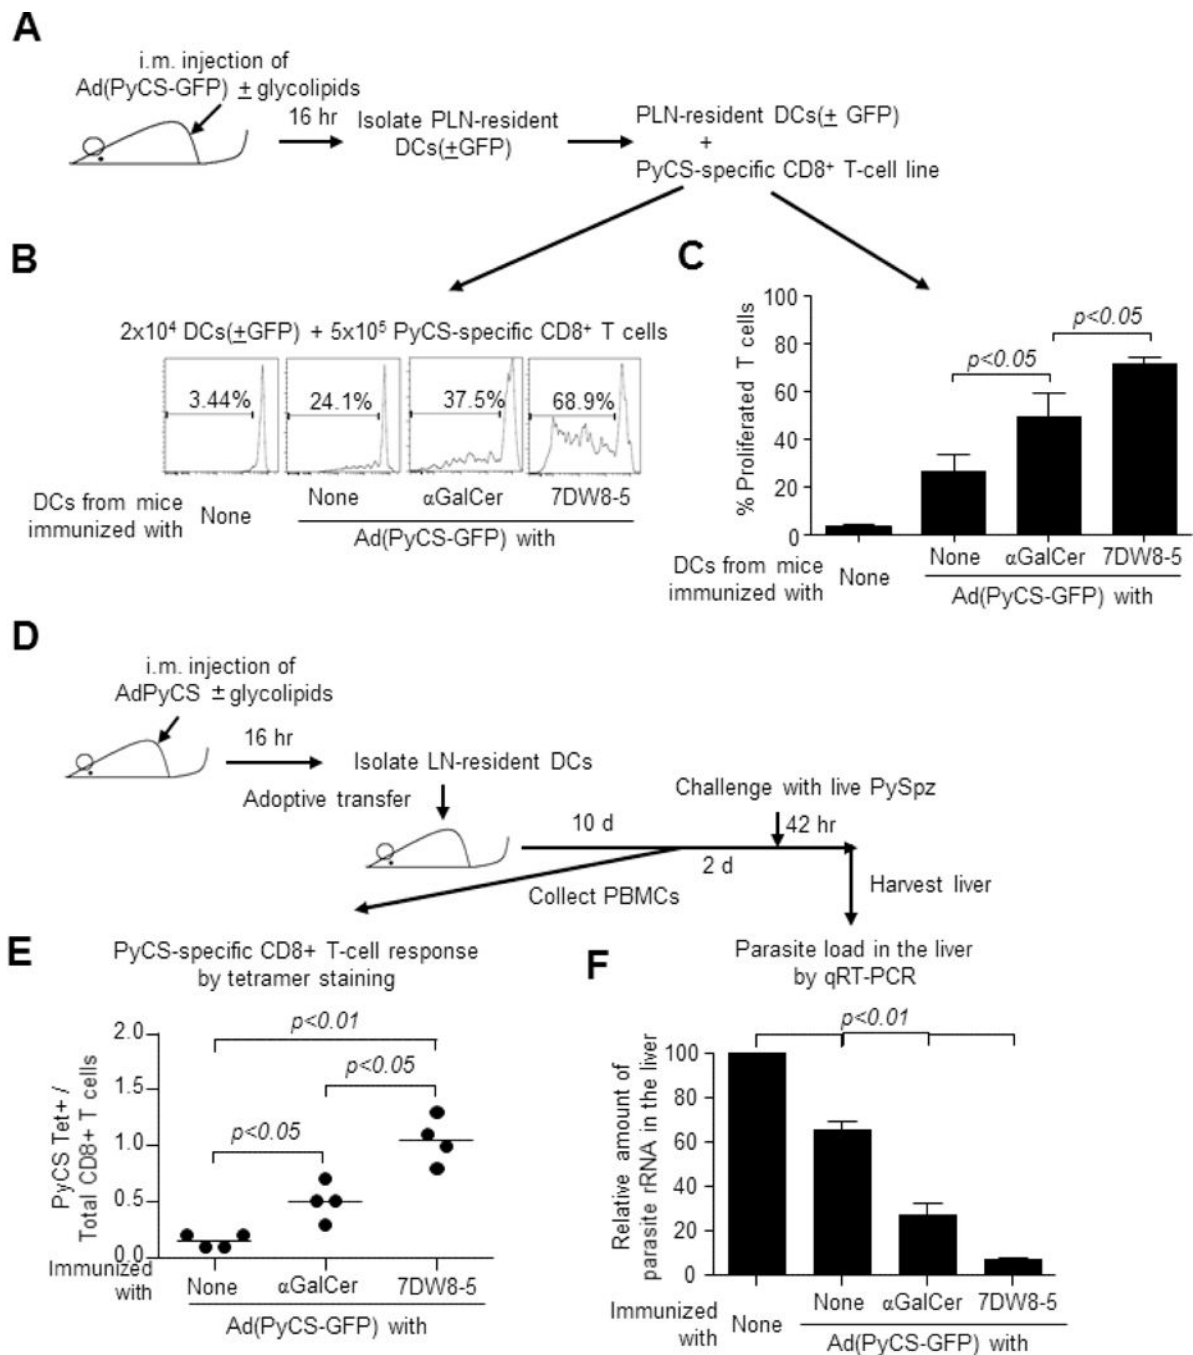 A
i.m. injection of
Ad(PyCS-GFP) ± glycolipids
16 hr
Isolate PLN-resident
DCs(±GFP)
PLN-resident DCs(± GFP)
+
PyCS-specific CD8⁺ T-cell line
B
2x10⁴ DCs(±GFP) + 5x10⁵ PyCS-specific CD8⁺ T cells
3.44%
24.1%
37.5%
68.9%
DCs from mice
immunized with
None
None
αGalCer
7DW8-5
Ad(PyCS-GFP) with
C
% Proliferated T cells
100
80
60
40
20
0
p<0.05
p<0.05
DCs from mice
immunized with
None
None
αGalCer
7DW8-5
Ad(PyCS-GFP) with
D
i.m. injection of
AdPyCS ± glycolipids
16 hr
Isolate LN-resident DCs
Adoptive transfer
10 d
2 d
Challenge with live PySpz
42 hr
Collect PBMCs
Harvest liver
E
PyCS-specific CD8+ T-cell response
by tetramer staining
PyCS Tet+ /
Total CD8+ T cells
2.0
1.5
1.0
0.5
0.0
p<0.01
p<0.05
p<0.05
Immunized
with
None
αGalCer
7DW8-5
Ad(PyCS-GFP) with
F
Parasite load in the liver
by qRT-PCR
Relative amount of
parasite rRNA in the liver
100
80
60
40
20
0
p<0.01
Immunized
with
None
None
αGalCer
7DW8-5
Ad(PyCS-GFP) with